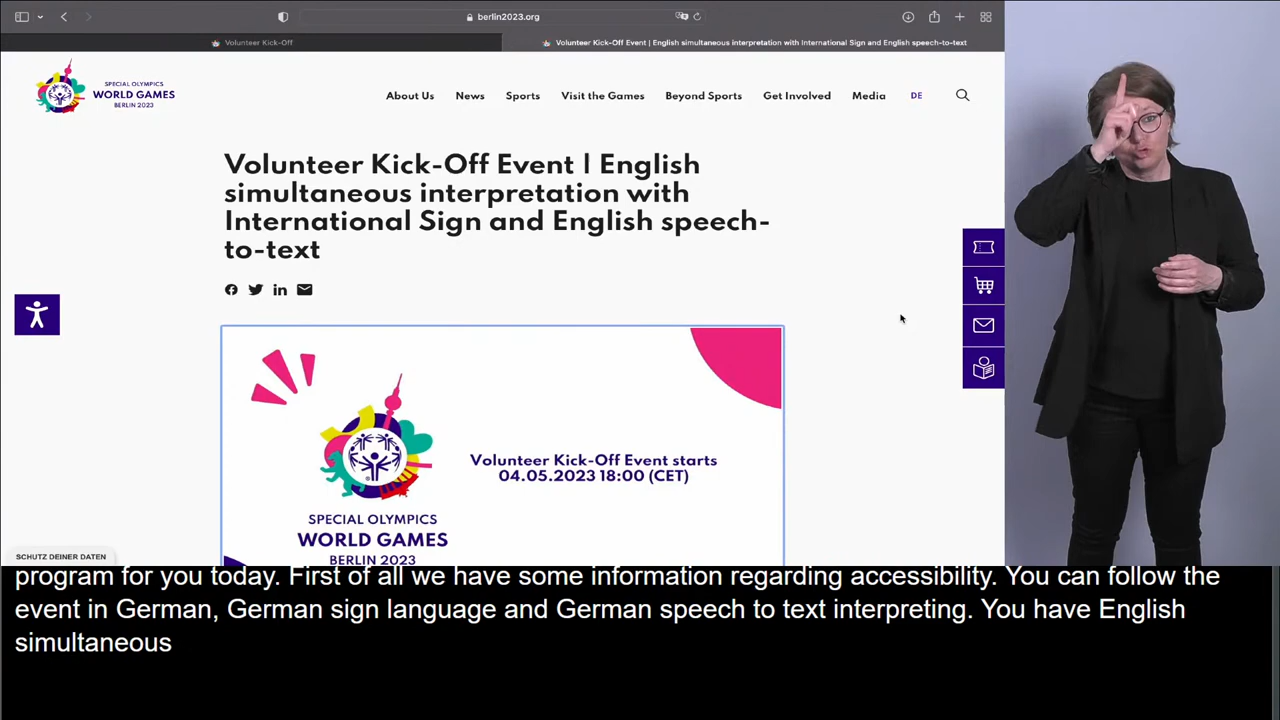 berlin2023.org
Volunteer Kick-Off
Volunteer Kick-Off Event | English simultaneous interpretation with International Sign and English speech-to-text
SPECIAL OLYMPICS
WORLD GAMES
BERLIN 2023
About Us
News
Sports
Visit the Games
Beyond Sports
Get Involved
Media
DE
Volunteer Kick-Off Event | English
simultaneous interpretation with
International Sign and English speech-
to-text
Volunteer Kick-Off Event starts
04.05.2023 18:00 (CET)
SPECIAL OLYMPICS
WORLD GAMES
BERLIN 2023
SCHUTZ DEINER DATEN
program for you today. First of all we have some information regarding accessibility. You can follow the
event in German, German sign language and German speech to text interpreting. You have English
simultaneous